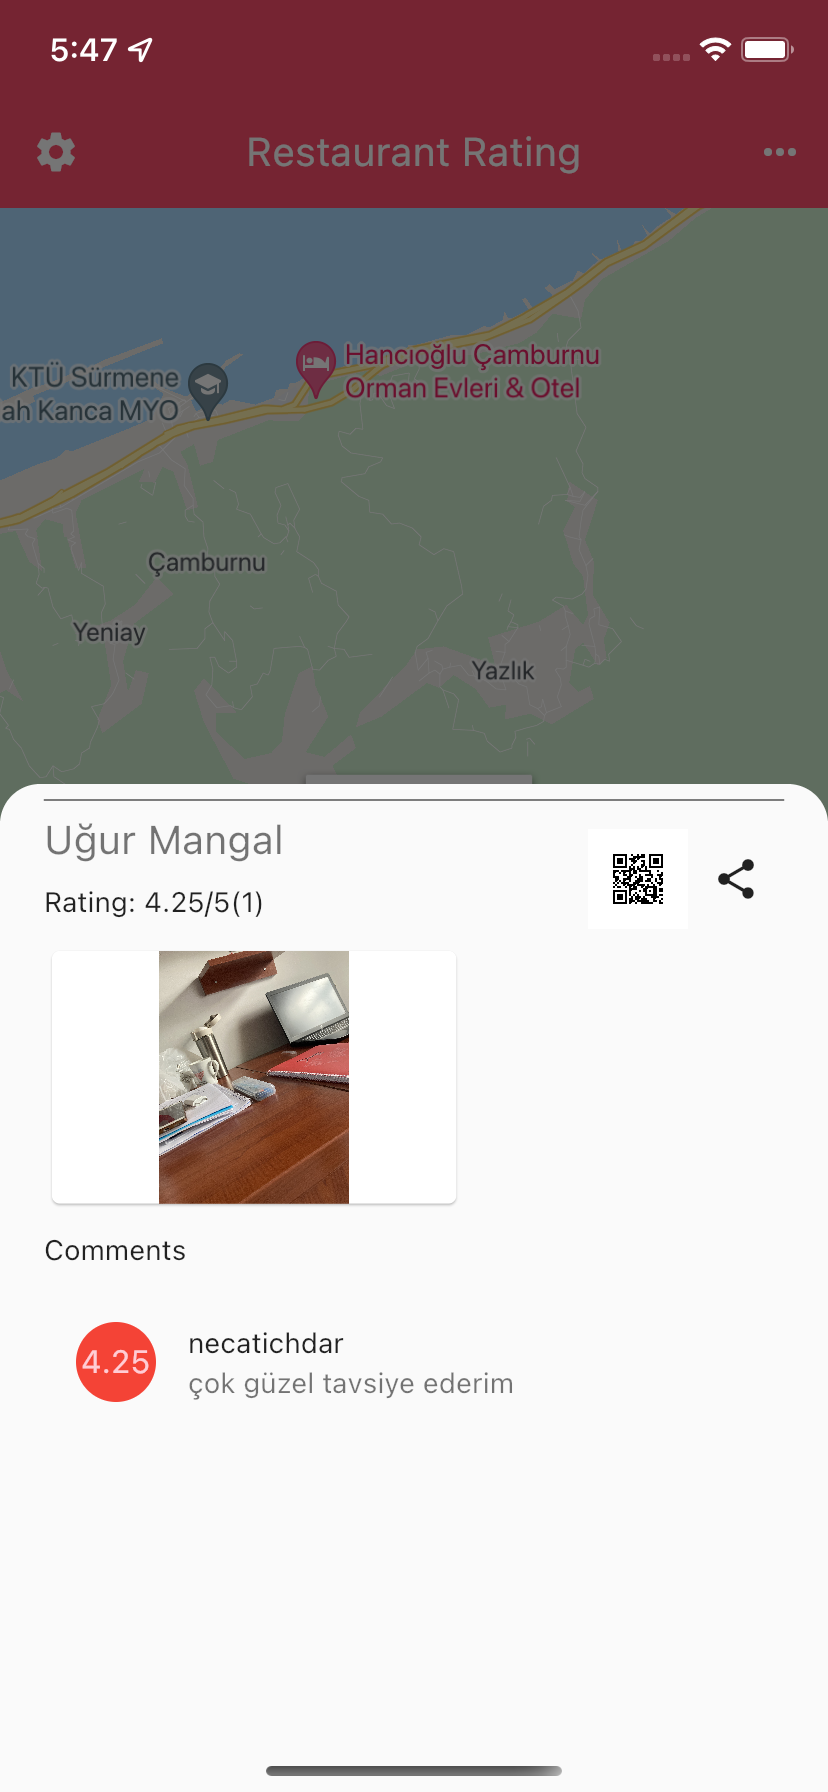 5:47
Restaurant Rating
Hancıoğlu Çamburnu
Orman Evleri & Otel
KTÜ Sürmene
ah Kanca MYO
Çamburnu
Yeniay
Yazlık
Uğur Mangal
Rating: 4.25/5(1)
Comments
4.25
necatichdar
çok güzel tavsiye ederim